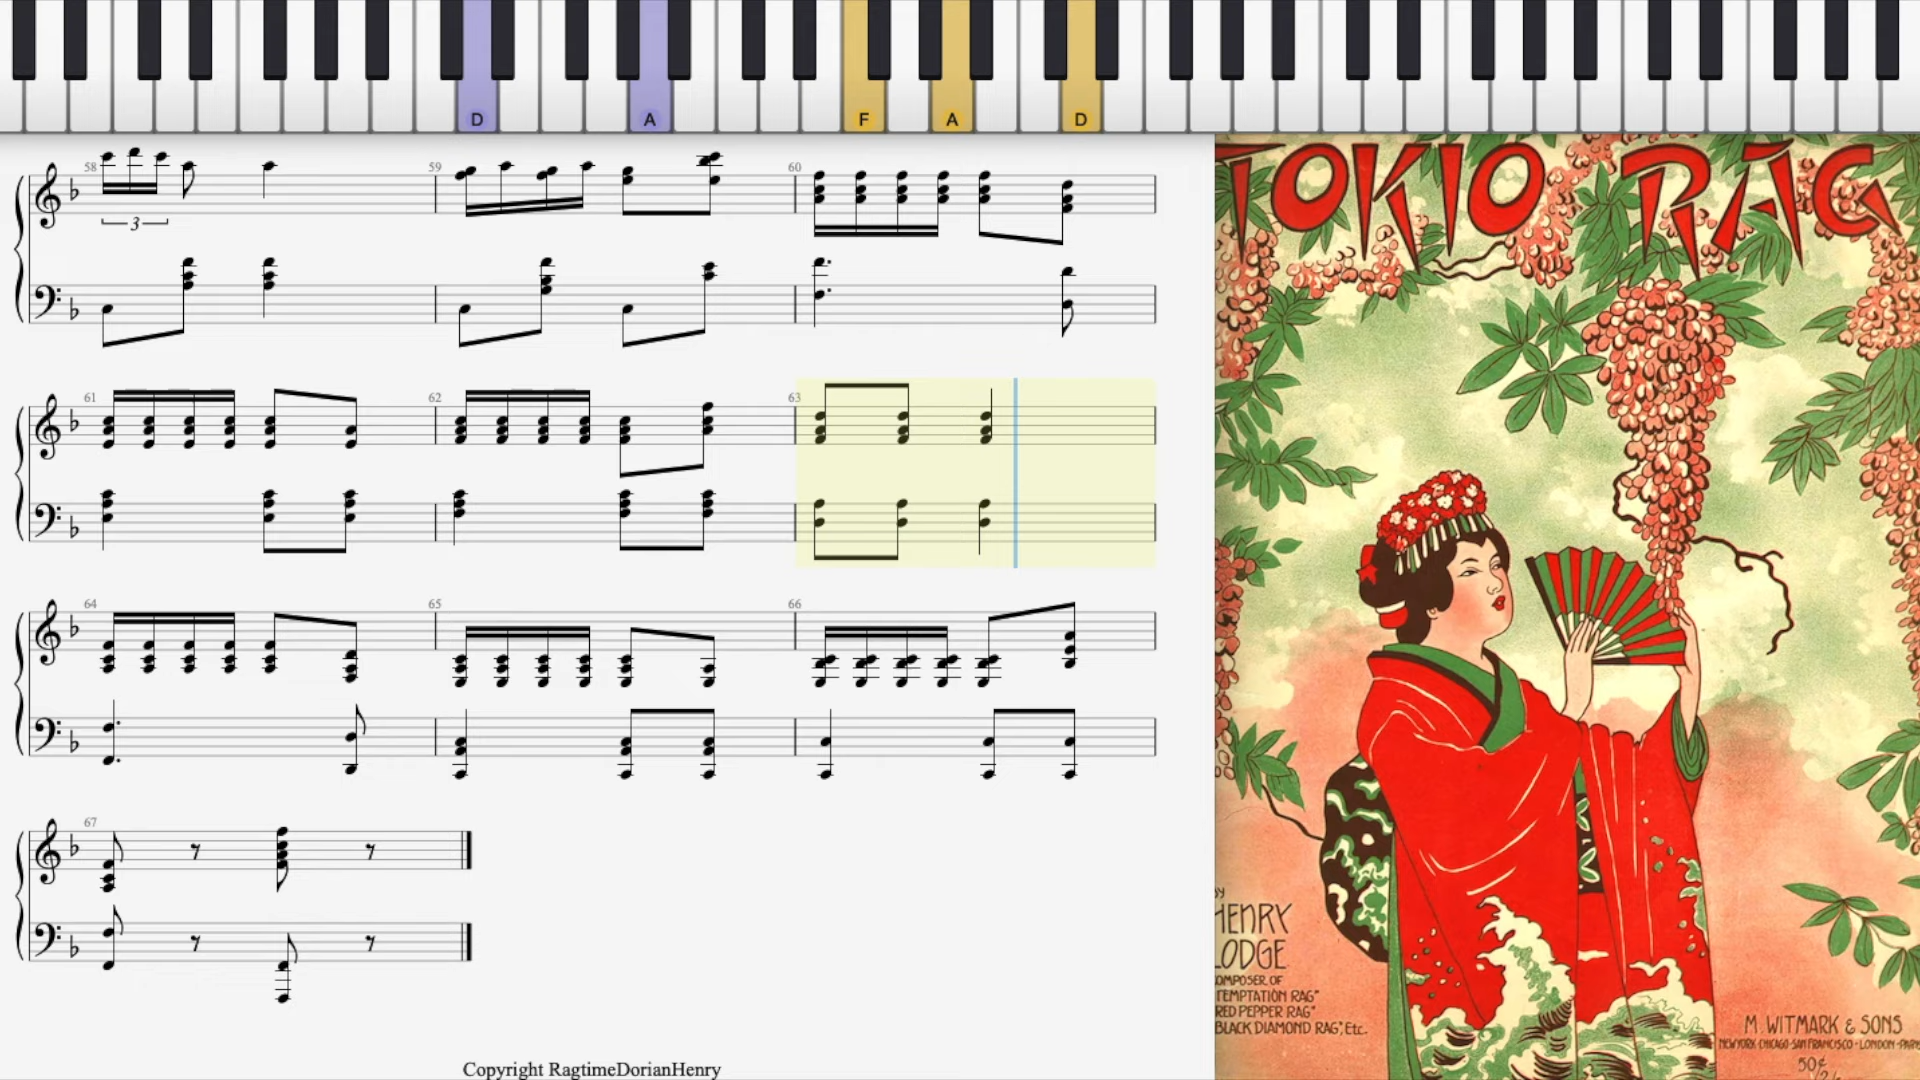 D A F A D
TOKIO RAG
58 59 60
3
61 62 63
64 65 66
67
BY
HENRY
LODGE
COMPOSER OF
"TEMPTATION RAG"
"RED PEPPER RAG"
"BLACK DIAMOND RAG", Etc.
M. WITMARK & SONS
NEW YORK · CHICAGO · SAN FRANCISCO · LONDON · PARIS
50¢
Copyright RagtimeDorianHenry